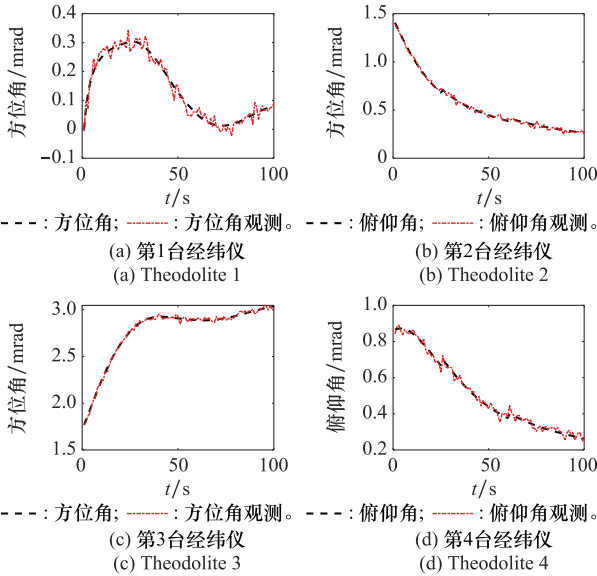 0.4
0.3
0.2
0.1
0
−0.1
方位角/mrad
0
50
100
t/s
1.5
1.0
0.5
0
方位角/mrad
0
50
100
t/s
: 方位角; : 方位角观测。
: 俯仰角; : 俯仰角观测。
(a) 第1台经纬仪
(b) 第2台经纬仪
(a) Theodolite 1
(b) Theodolite 2
3.0
2.5
2.0
1.5
方位角/mrad
0
50
100
t/s
1.0
0.8
0.6
0.4
0.2
俯仰角/mrad
0
50
100
t/s
: 方位角; : 方位角观测。
: 俯仰角; : 俯仰角观测。
(c) 第3台经纬仪
(d) 第4台经纬仪
(c) Theodolite 3
(d) Theodolite 4